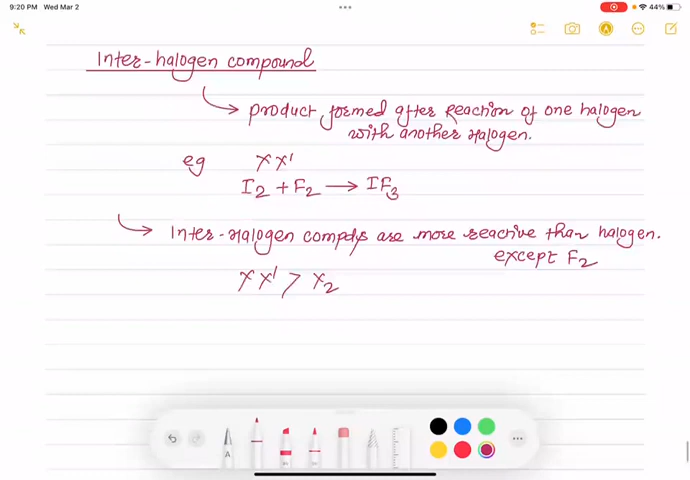 9:20 PM Wed Mar 2
44%
Inter-halogen compound
product formed after Reaction of one halogen
with another Halogen.
eg XX'
I2 + F2 → IF3
Inter-Halogen compds are more reactive than halogen.
except F2
XX' > X2
A